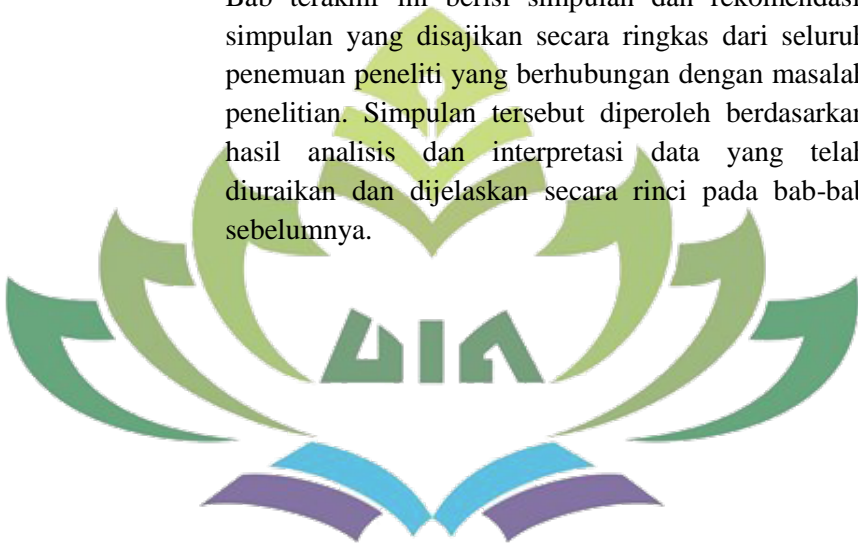 Bab terakhir ini berisi simpulan dan rekomendasi
simpulan yang disajikan secara ringkas dari seluruh
penemuan peneliti yang berhubungan dengan masalah
penelitian. Simpulan tersebut diperoleh berdasarkan
hasil analisis dan interpretasi data yang telah
diuraikan dan dijelaskan secara rinci pada bab-bab
sebelumnya.